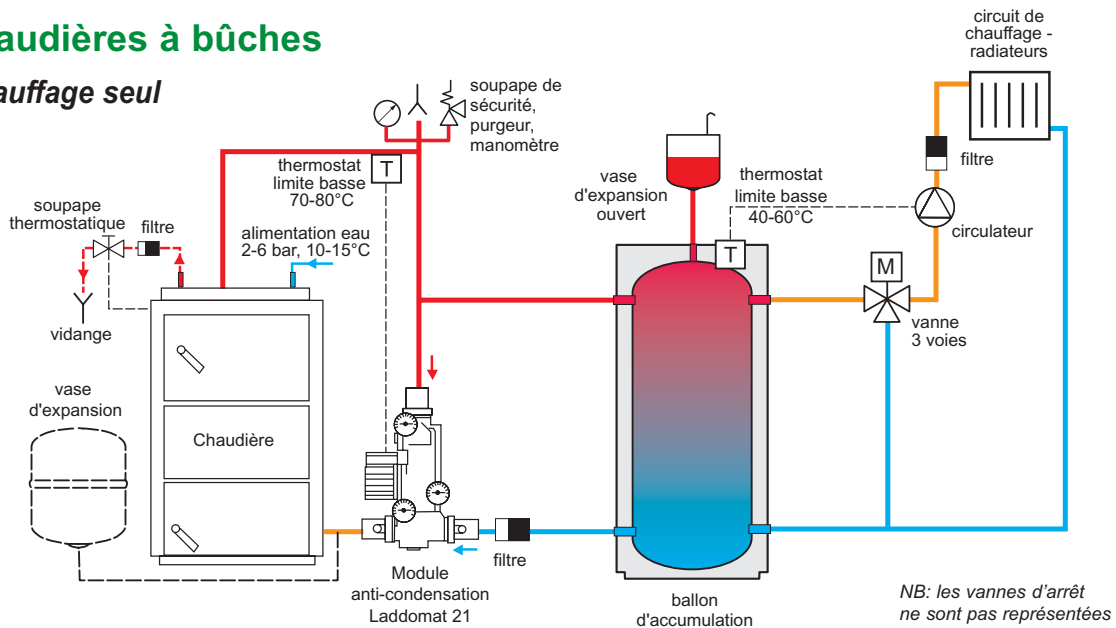 audières à bûches
auffage seul
circuit de
chauffage -
radiateurs
soupape de
sécurité,
purgeur,
manomètre
thermostat
limite basse
70-80°C
T
vase
d'expansion
ouvert
thermostat
limite basse
40-60°C
T
filtre
circulateur
M
vanne
3 voies
soupape
thermostatique
filtre
alimentation eau
2-6 bar, 10-15°C
vidange
vase
d'expansion
Chaudière
Module
anti-condensation
Laddomat 21
filtre
ballon
d'accumulation
NB: les vannes d’arrêt
ne sont pas représentées